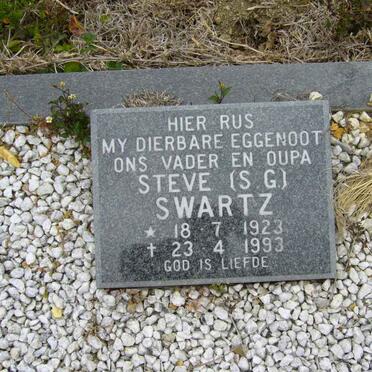 HIER RUS
MY DIERBARE EGGENOOT
ONS VADER EN OUPA
STEVE (S G.)
SWARTZ
★ 18 7 1923
✝ 23 4 1993
GOD IS LIEFDE